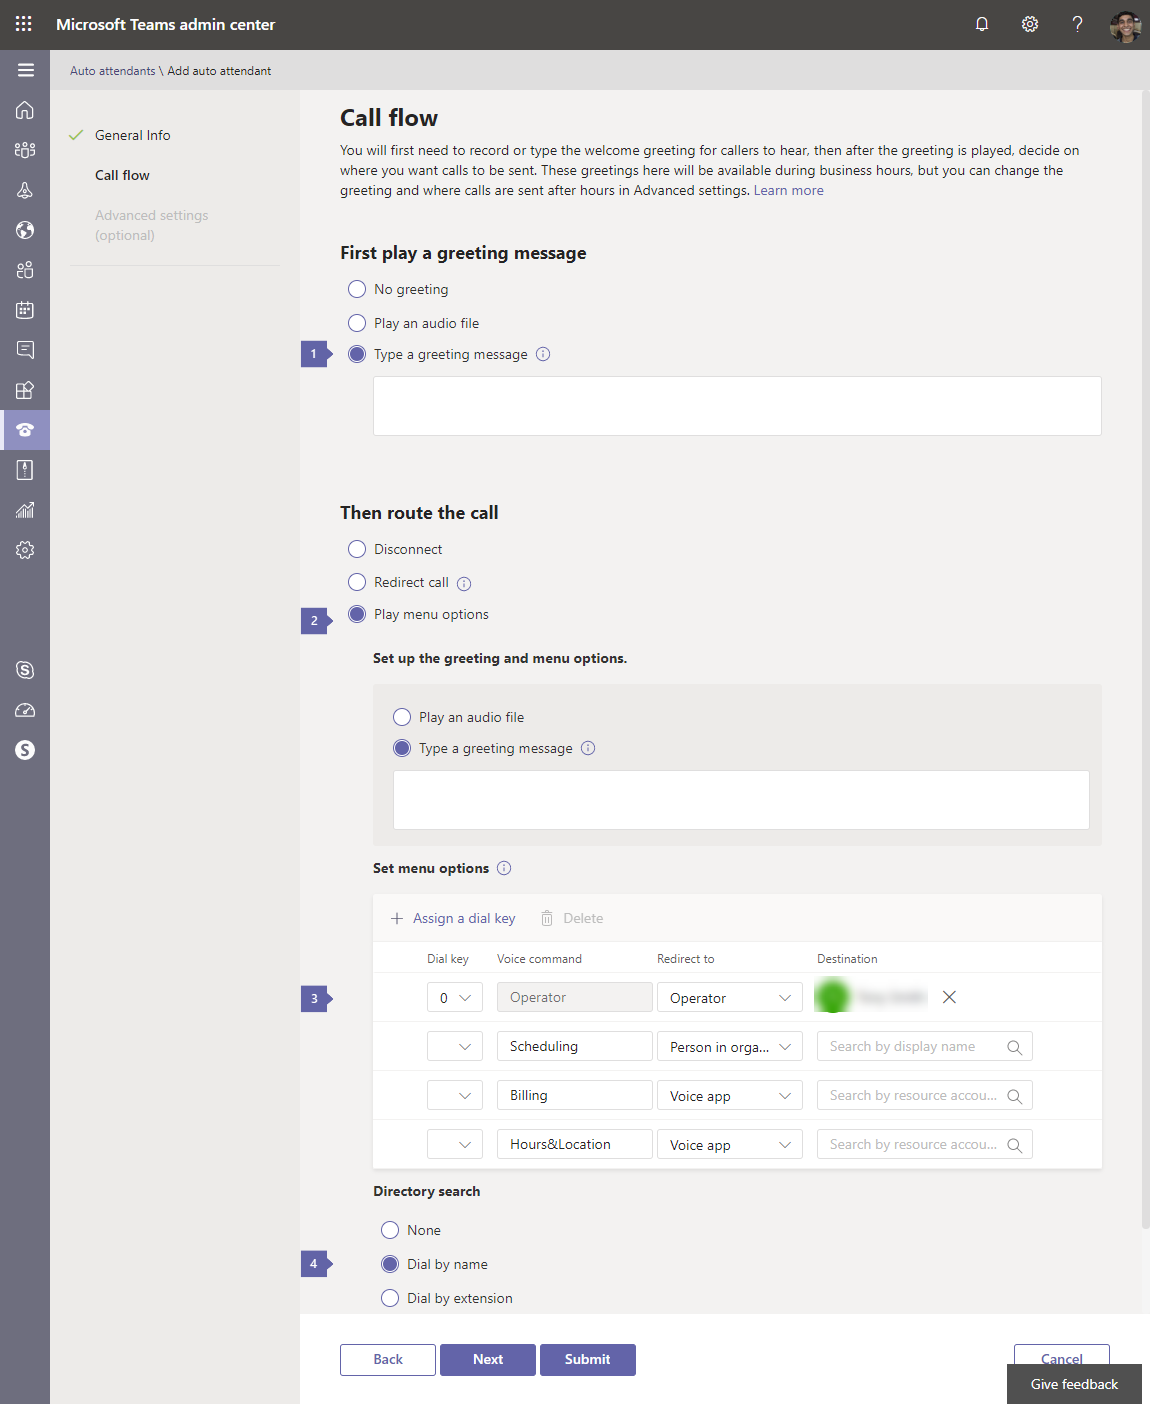 Microsoft Teams admin center
?
Auto attendants \ Add auto attendant
General Info
Call flow
Advanced settings
(optional)
Call flow
You will first need to record or type the welcome greeting for callers to hear, then after the greeting is played, decide on
where you want calls to be sent. These greetings here will be available during business hours, but you can change the
greeting and where calls are sent after hours in Advanced settings. Learn more
First play a greeting message
No greeting
Play an audio file
1 Type a greeting message
Then route the call
Disconnect
Redirect call
2 Play menu options
Set up the greeting and menu options.
Play an audio file
Type a greeting message
Set menu options
+ Assign a dial key Delete
Dial key Voice command Redirect to Destination
3 0 Operator Operator
Scheduling Person in orga... Search by display name
Billing Voice app Search by resource accou...
Hours&Location Voice app Search by resource accou...
Directory search
None
4 Dial by name
Dial by extension
Back Next Submit Cancel
Give feedback